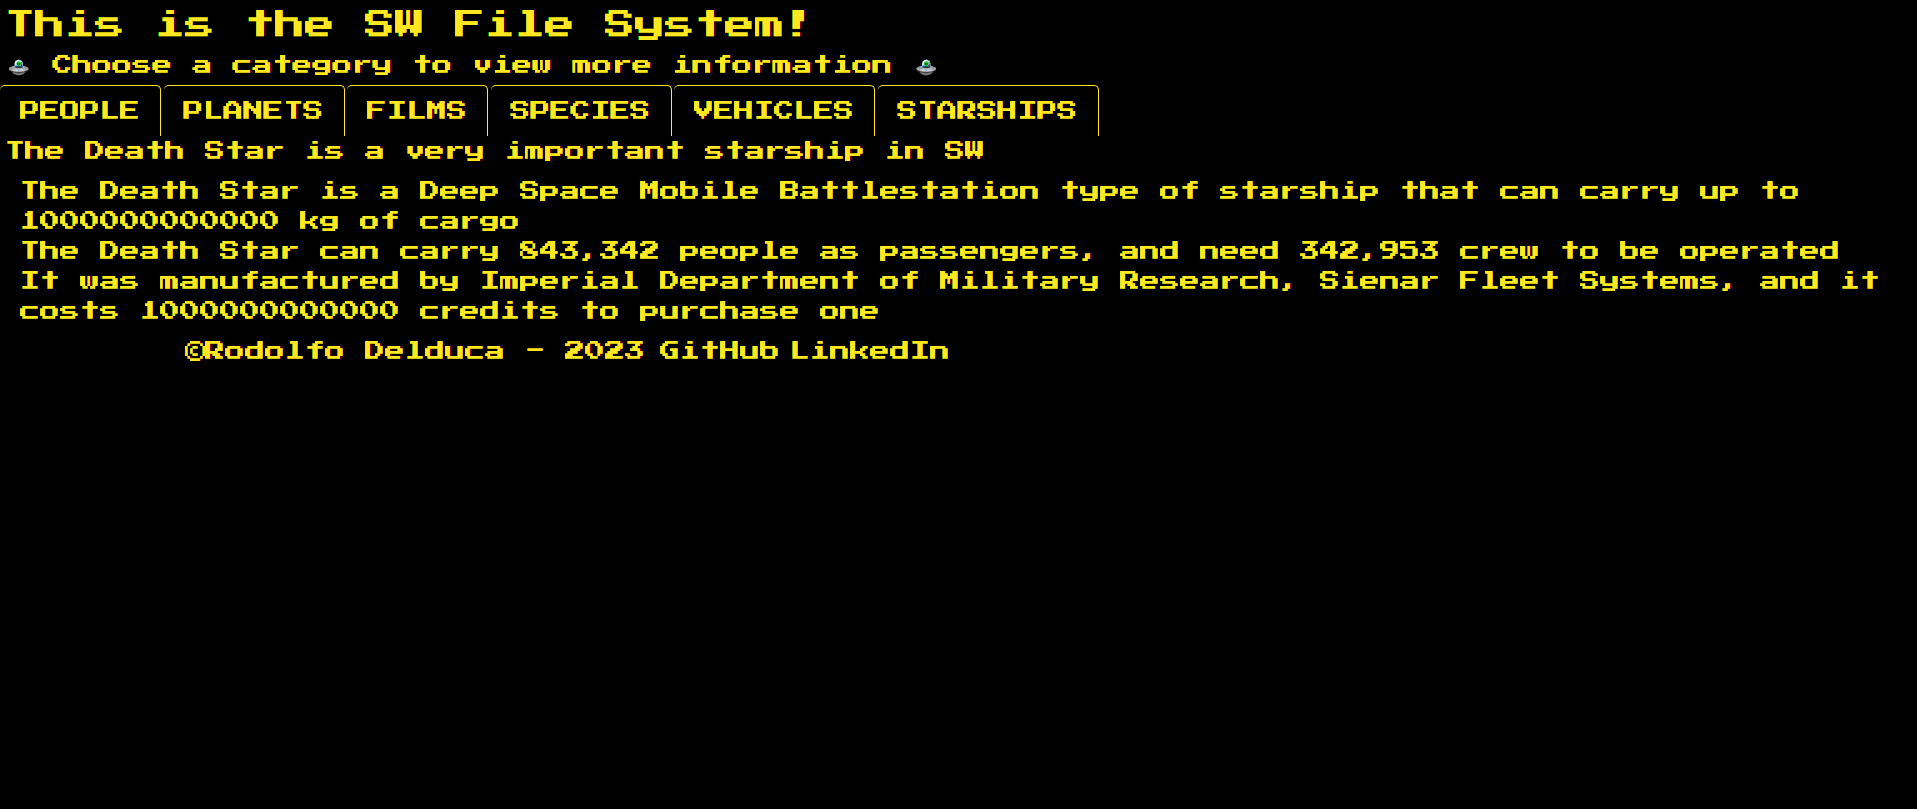 This is the SW File System!
🛸 Choose a category to view more information 🛸
PEOPLE PLANETS FILMS SPECIES VEHICLES STARSHIPS
The Death Star is a very important starship in SW
The Death Star is a Deep Space Mobile Battlestation type of starship that can carry up to
1000000000000 kg of cargo
The Death Star can carry 843,342 people as passengers, and need 342,953 crew to be operated
It was manufactured by Imperial Department of Military Research, Sienar Fleet Systems, and it
costs 1000000000000 credits to purchase one
©Rodolfo Delduca - 2023 GitHub LinkedIn